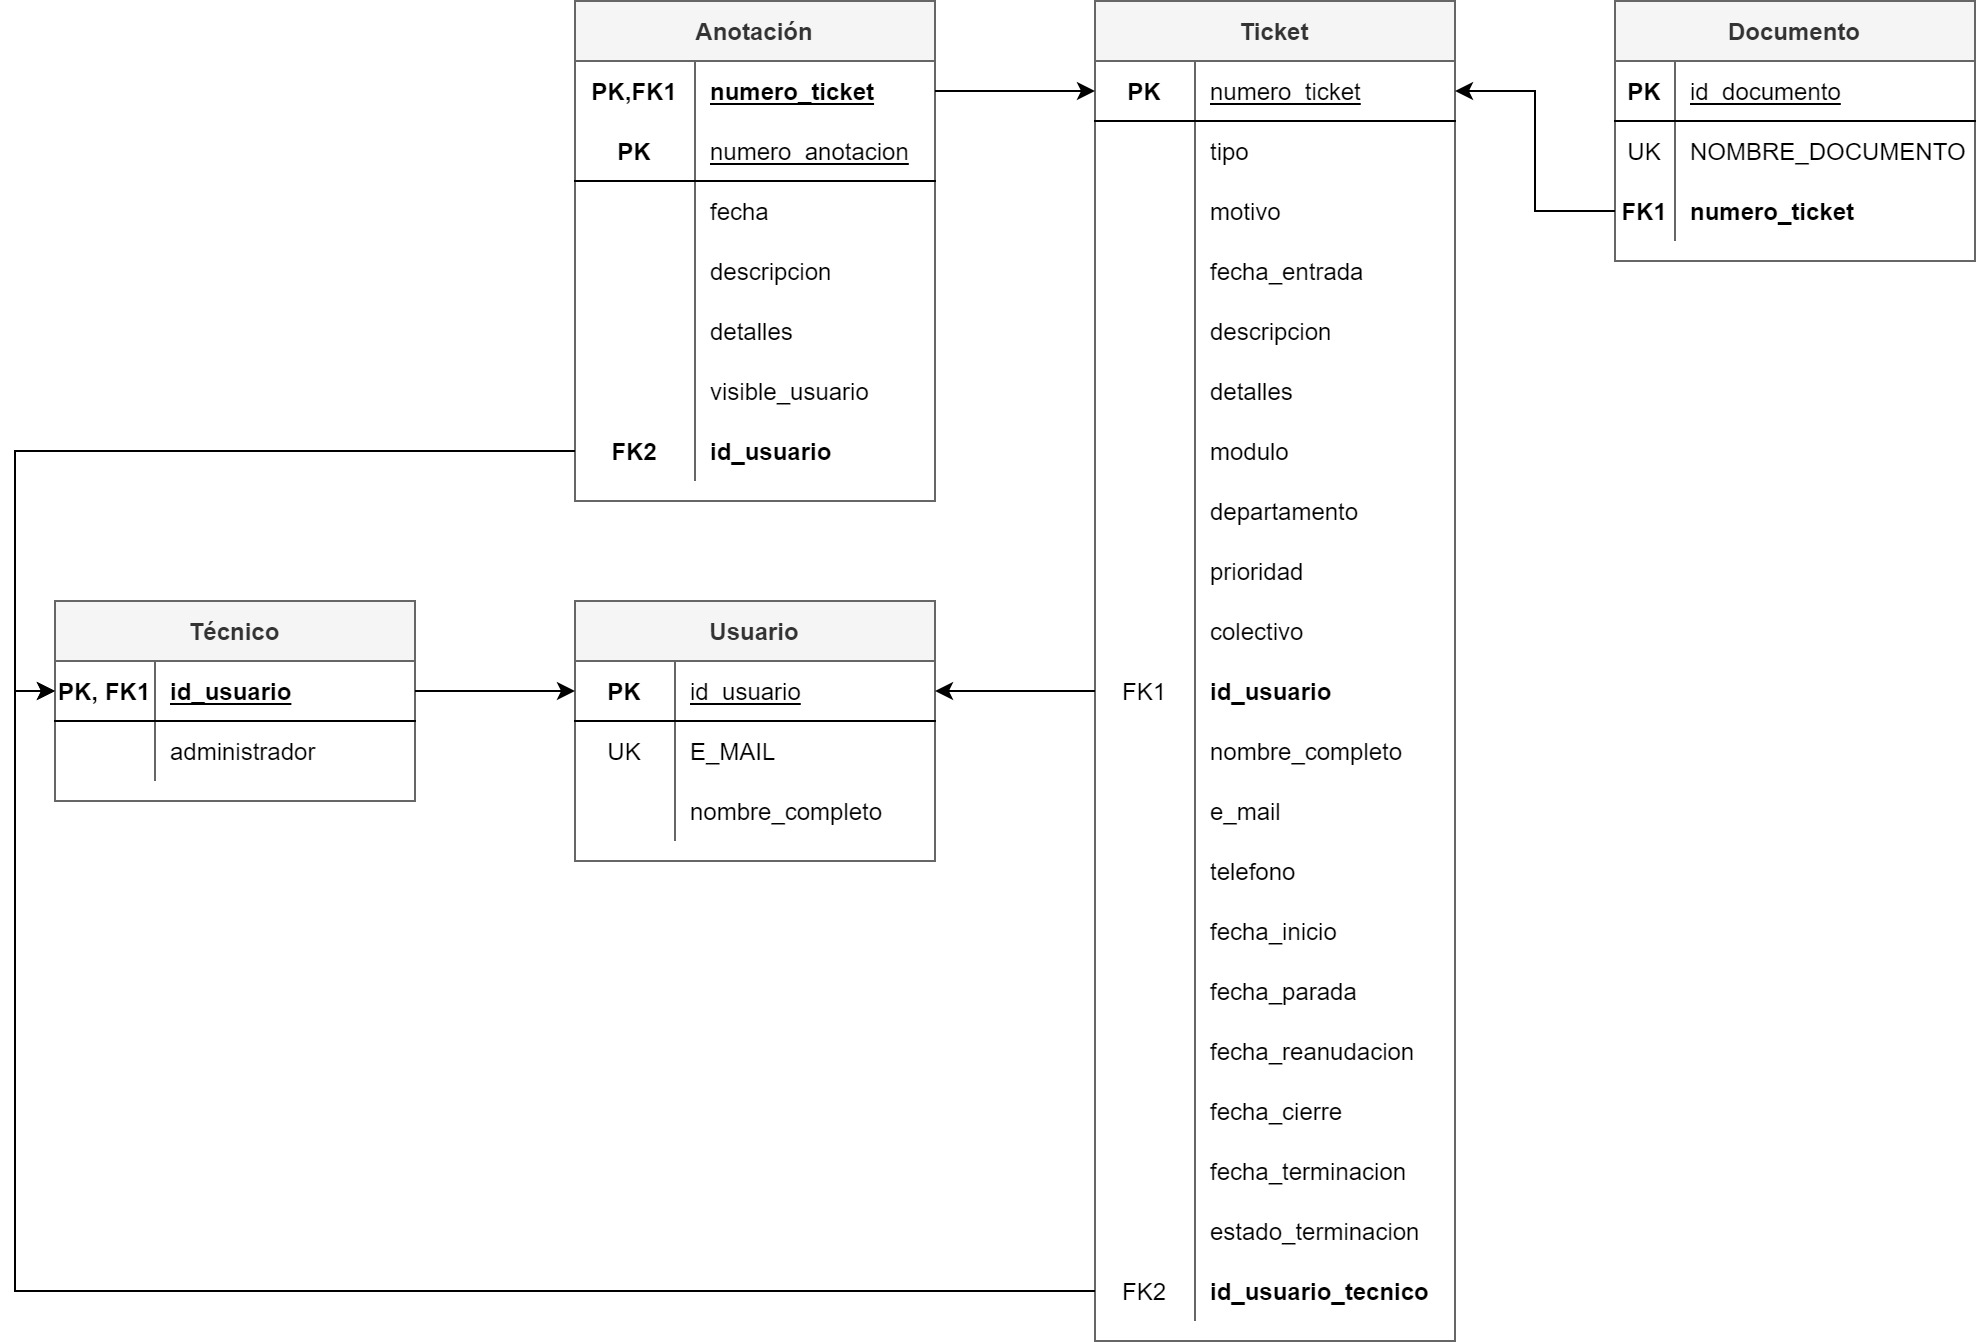 Anotación
PK,FK1 numero_ticket
PK numero_anotacion
fecha
descripcion
detalles
visible_usuario
FK2 id_usuario
Ticket
PK numero_ticket
tipo
motivo
fecha_entrada
descripcion
detalles
modulo
departamento
prioridad
colectivo
FK1 id_usuario
nombre_completo
e_mail
telefono
fecha_inicio
fecha_parada
fecha_reanudacion
fecha_cierre
fecha_terminacion
estado_terminacion
FK2 id_usuario_tecnico
Documento
PK id_documento
UK NOMBRE_DOCUMENTO
FK1 numero_ticket
Técnico
PK, FK1 id_usuario
administrador
Usuario
PK id_usuario
UK E_MAIL
nombre_completo